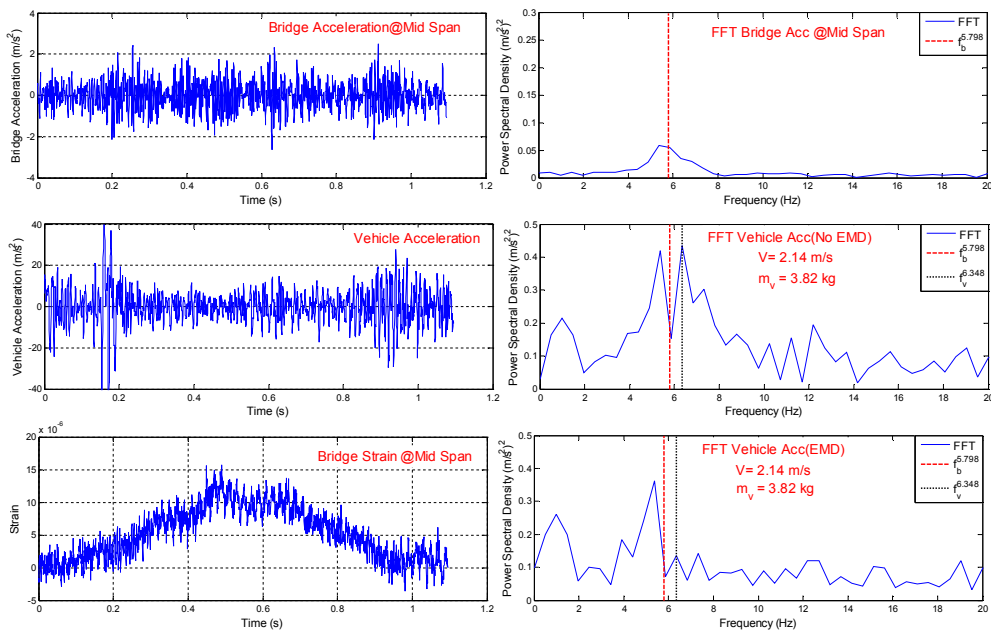 Bridge Acceleration@Mid Span
Bridge Acceleration (m/s²)
4
2
0
-2
-4
0 0.2 0.4 0.6 0.8 1 1.2
Time (s)
FFT Bridge Acc @Mid Span
FFT
f_b^5.798
Power Spectral Density (m/s²)²
0.3
0.25
0.2
0.15
0.1
0.05
0
0 2 4 6 8 10 12 14 16 18 20
Frequency (Hz)
Vehicle Acceleration
Vehicle Acceleration (m/s²)
40
20
0
-20
-40
0 0.2 0.4 0.6 0.8 1 1.2
Time (s)
FFT Vehicle Acc(No EMD)
V= 2.14 m/s
m_v = 3.82 kg
FFT
f_b^5.798
f_v^6.348
Power Spectral Density (m/s²)²
0.5
0.4
0.3
0.2
0.1
0
0 2 4 6 8 10 12 14 16 18 20
Frequency (Hz)
x 10^-6
Bridge Strain @Mid Span
Strain
20
15
10
5
0
-5
0 0.2 0.4 0.6 0.8 1 1.2
Time (s)
FFT Vehicle Acc(EMD)
V= 2.14 m/s
m_v = 3.82 kg
FFT
f_b^5.798
f_v^6.348
Power Spectral Density (m/s²)²
0.5
0.4
0.3
0.2
0.1
0
0 2 4 6 8 10 12 14 16 18 20
Frequency (Hz)